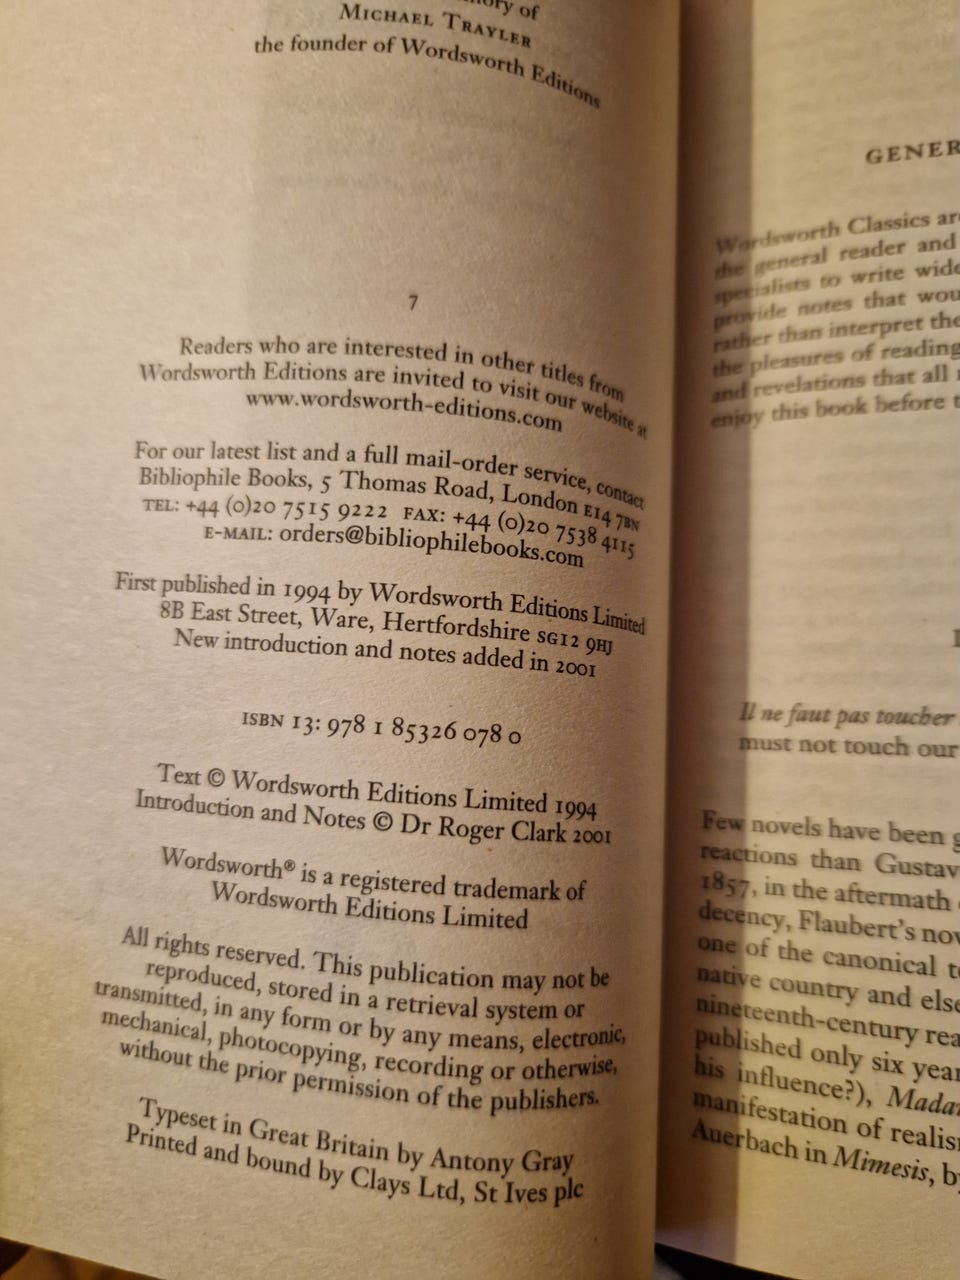 of
MICHAEL TRAYLER
the founder of Wordsworth Editions
7
Readers who are interested in other titles from
Wordsworth Editions are invited to visit our website at
www.wordsworth-editions.com
For our latest list and a full mail-order service, contact
Bibliophile Books, 5 Thomas Road, London E14 7BN
TEL: +44 (0)20 7515 9222 FAX: +44 (0)20 7538 4115
E-MAIL: orders@bibliophilebooks.com
First published in 1994 by Wordsworth Editions Limited
8B East Street, Ware, Hertfordshire SG12 9HJ
New introduction and notes added in 2001
ISBN 13: 978 1 85326 078 0
Text © Wordsworth Editions Limited 1994
Introduction and Notes © Dr Roger Clark 2001
Wordsworth® is a registered trademark of
Wordsworth Editions Limited
All rights reserved. This publication may not be
reproduced, stored in a retrieval system or
transmitted, in any form or by any means, electronic,
mechanical, photocopying, recording or otherwise,
without the prior permission of the publishers.
Typeset in Great Britain by Antony Gray
Printed and bound by Clays Ltd, St Ives plc
GENER
Wordsworth Classics are
the general reader and
specialists to write wide
provide notes that wou
rather than interpret the
the pleasures of reading
and revelations that all
enjoy this book before t
Il ne faut pas toucher
must not touch our
Few novels have been g
reactions than Gustav
1857, in the aftermath
decency, Flaubert's nov
one of the canonical t
native country and else
nineteenth-century rea
published only six year
his influence?), Madam
manifestation of realis
Auerbach in Mimesis, b